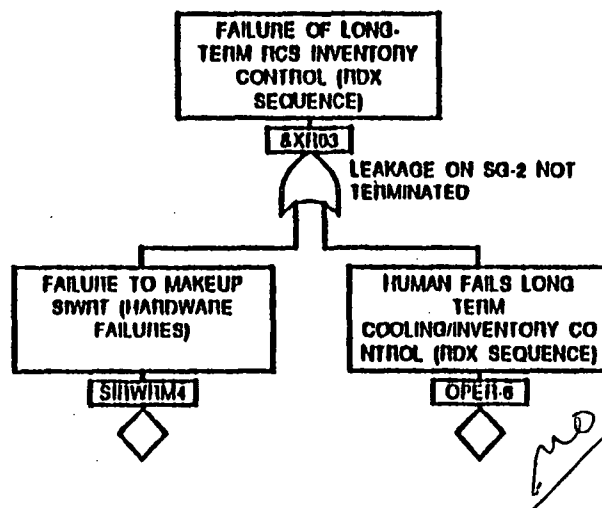 FAILURE OF LONG-
TERM RCS INVENTORY
CONTROL (RDX
SEQUENCE)
&XR03
LEAKAGE ON SG-2 NOT
TERMINATED
FAILURE TO MAKEUP
SIWRT (HARDWARE
FAILURES)
HUMAN FAILS LONG
TERM
COOLING/INVENTORY CO
NTROL (RDX SEQUENCE)
SIRWRM4
OPER-6